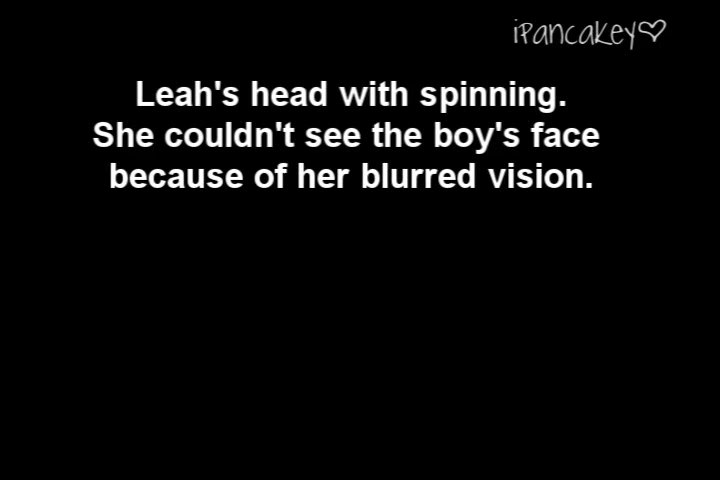 iPancakey♡
Leah's head with spinning.
She couldn't see the boy's face
because of her blurred vision.